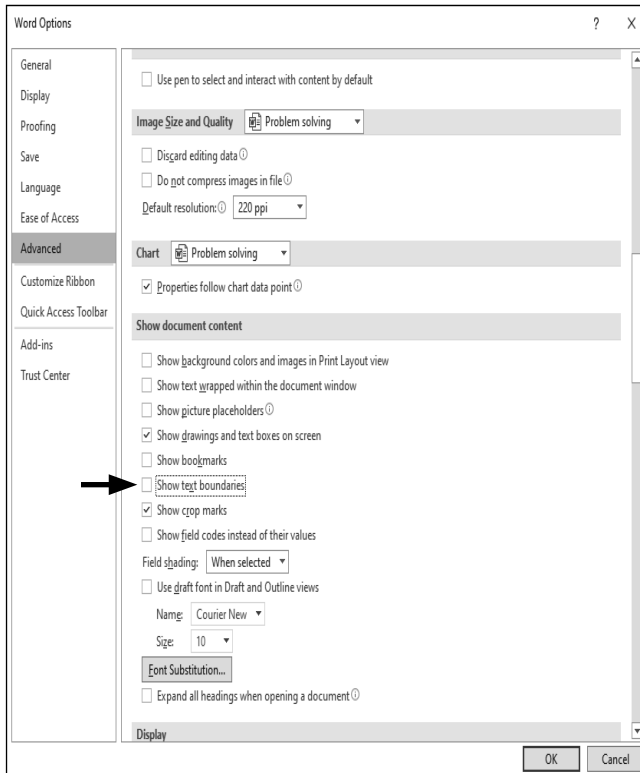 Word Options ? X
General
Display
Proofing
Save
Language
Ease of Access
Advanced
Customize Ribbon
Quick Access Toolbar
Add-ins
Trust Center
Use pen to select and interact with content by default
Image Size and Quality Problem solving
Discard editing data
Do not compress images in file
Default resolution: 220 ppi
Chart Problem solving
Properties follow chart data point
Show document content
Show background colors and images in Print Layout view
Show text wrapped within the document window
Show picture placeholders
Show drawings and text boxes on screen
Show bookmarks
Show text boundaries
Show crop marks
Show field codes instead of their values
Field shading: When selected
Use draft font in Draft and Outline views
Name: Courier New
Size: 10
Font Substitution...
Expand all headings when opening a document
Display
OK Cancel